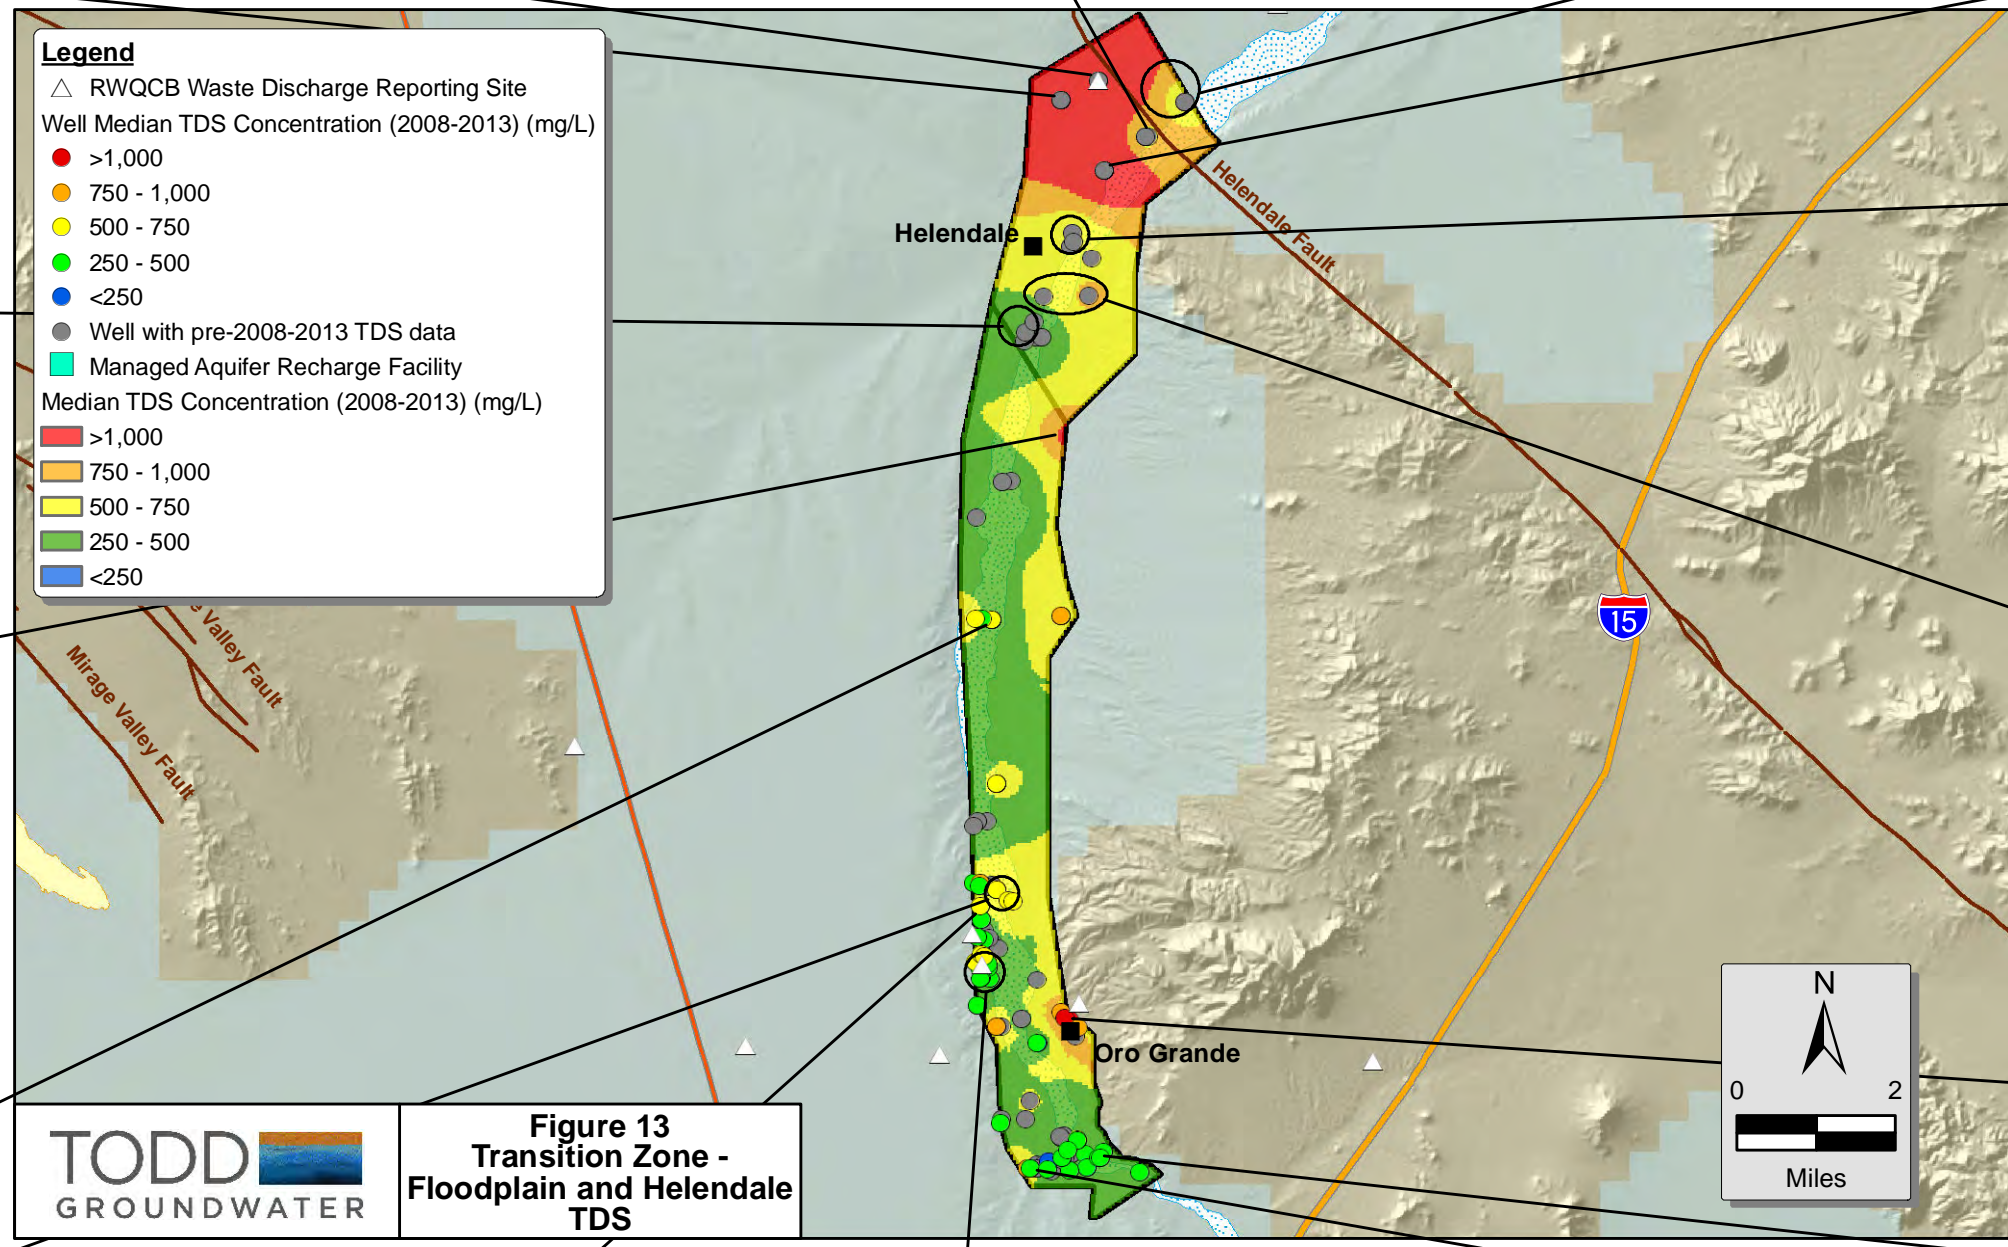 Legend
RWQCB Waste Discharge Reporting Site
Well Median TDS Concentration (2008-2013) (mg/L)
>1,000
750 - 1,000
500 - 750
250 - 500
<250
Well with pre-2008-2013 TDS data
Managed Aquifer Recharge Facility
Median TDS Concentration (2008-2013) (mg/L)
>1,000
750 - 1,000
500 - 750
250 - 500
<250
Helendale
Helendale Fault
15
Valley Fault
Mirage Valley Fault
Oro Grande
N
0 2
Miles
TODD
GROUNDWATER
Figure 13
Transition Zone -
Floodplain and Helendale
TDS